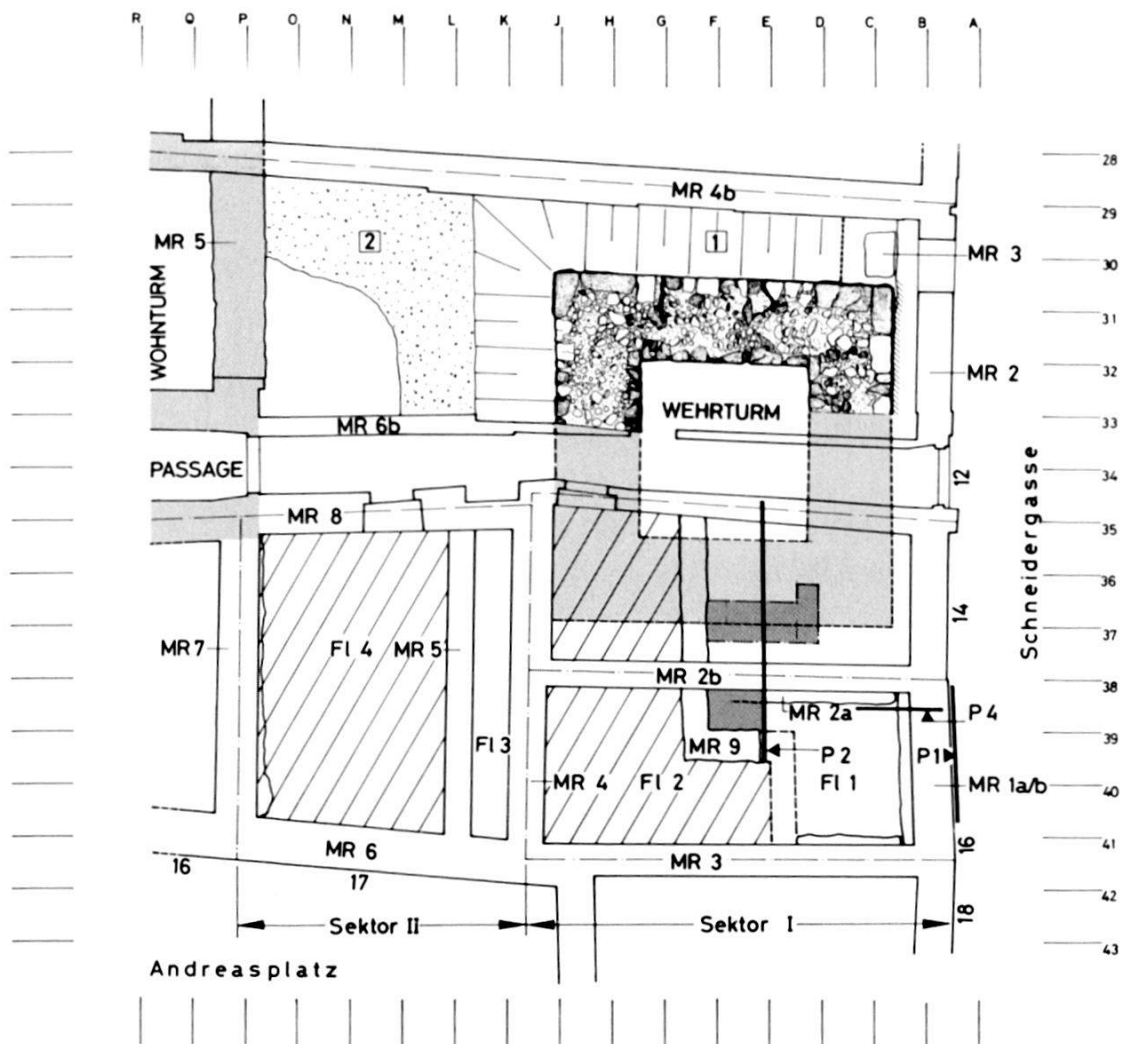 R Q P O N M L K J H G F E D C B A
28
MR 4b
29
MR 5
2
1
MR 3
30
31
WOHNTURM
32
MR 2
WEHRTURM
33
MR 6b
PASSAGE
34
12
MR 8
35
Schneidergasse
36
14
37
MR 7
Fl 4
MR 5'
MR 2b
38
MR 2a
P 4
Fl 3
MR 9
P 2
P 1
39
MR 4
Fl 2
Fl 1
MR 1a/b
40
16
41
MR 6
MR 3
16
17
42
18
Sektor II
Sektor I
43
Andreasplatz